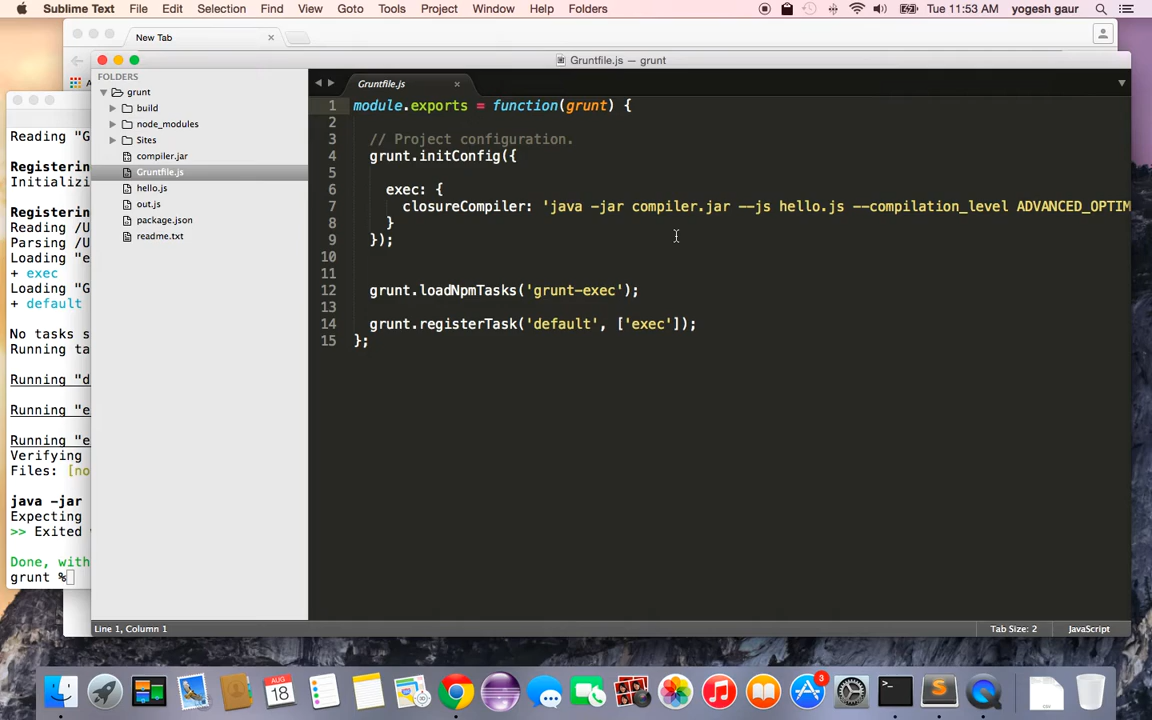 Sublime Text File Edit Selection Find View Goto Tools Project Window Help Folders Tue 11:53 AM yogesh gaur
New Tab
Gruntfile.js — grunt
FOLDERS
grunt
build
node_modules
Sites
compiler.jar
Gruntfile.js
hello.js
out.js
package.json
readme.txt
Gruntfile.js
1 module.exports = function(grunt) {
2
3 // Project configuration.
4 grunt.initConfig({
5
6 exec: {
7 closureCompiler: 'java -jar compiler.jar --js hello.js --compilation_level ADVANCED_OPTIM
8 }
9 });
10
11
12 grunt.loadNpmTasks('grunt-exec');
13
14 grunt.registerTask('default', ['exec']);
15 };
Reading "G
Registerin
Initializi
Registerin
Reading /U
Parsing /U
Loading "e
+ exec
Loading "G
+ default
No tasks s
Running ta
Running "d
Running "e
Running "e
Verifying
Files: [no
java -jar
Expecting
>> Exited
Done, with
grunt %
Line 1, Column 1
Tab Size: 2
JavaScript
AUG
18
3